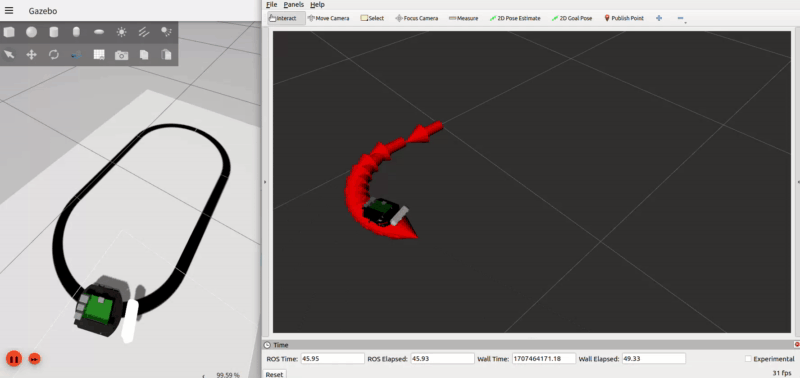 Gazebo
File Panels Help
Interact Move Camera Select Focus Camera Measure 2D Pose Estimate 2D Goal Pose Publish Point
Time
ROS Time: 45.95 ROS Elapsed: 45.93 Wall Time: 1707464171.18 Wall Elapsed: 49.33 Experimental
99.59 %
Reset 31 fps